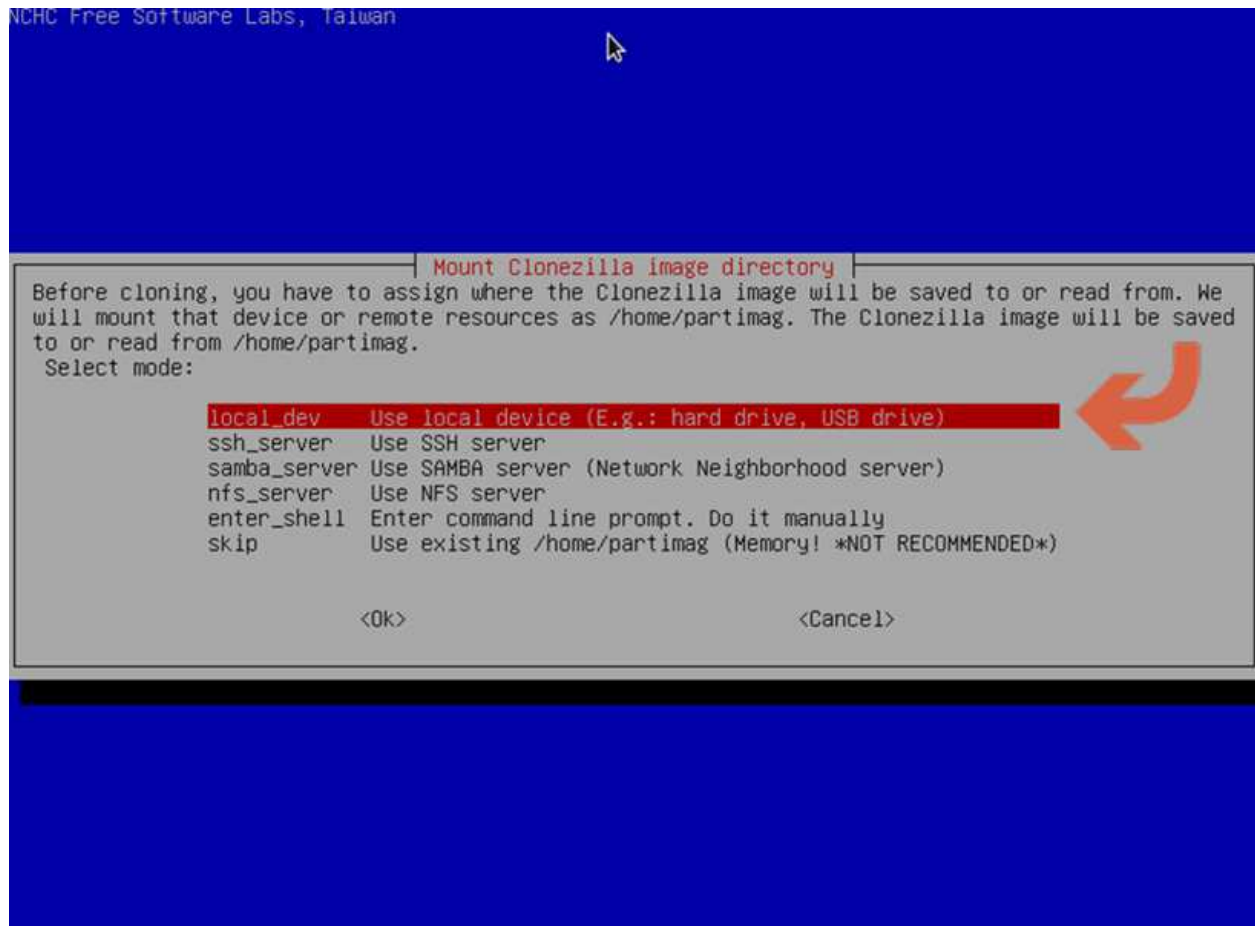 NCHC Free Software Labs, Taiwan
Mount Clonezilla image directory
Before cloning, you have to assign where the Clonezilla image will be saved to or read from. We
will mount that device or remote resources as /home/partimag. The Clonezilla image will be saved
to or read from /home/partimag.
Select mode:
local_dev Use local device (E.g.: hard drive, USB drive)
ssh_server Use SSH server
samba_server Use SAMBA server (Network Neighborhood server)
nfs_server Use NFS server
enter_shell Enter command line prompt. Do it manually
skip Use existing /home/partimag (Memory! *NOT RECOMMENDED*)
<Ok> <Cancel>